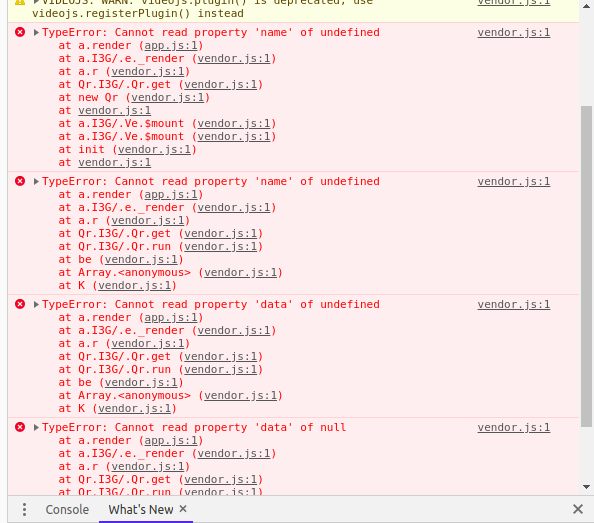 VIDEOJS: WARN: videojs.plugin() is deprecated; use vendor.js:1
videojs.registerPlugin() instead
TypeError: Cannot read property 'name' of undefined vendor.js:1
at a.render (app.js:1)
at a.I3G/.e._render (vendor.js:1)
at a.r (vendor.js:1)
at Qr.I3G/.Qr.get (vendor.js:1)
at new Qr (vendor.js:1)
at vendor.js:1
at a.I3G/.Ve.$mount (vendor.js:1)
at a.I3G/.Ve.$mount (vendor.js:1)
at init (vendor.js:1)
at vendor.js:1
TypeError: Cannot read property 'name' of undefined vendor.js:1
at a.render (app.js:1)
at a.I3G/.e._render (vendor.js:1)
at a.r (vendor.js:1)
at Qr.I3G/.Qr.get (vendor.js:1)
at Qr.I3G/.Qr.run (vendor.js:1)
at be (vendor.js:1)
at Array.<anonymous> (vendor.js:1)
at K (vendor.js:1)
TypeError: Cannot read property 'data' of undefined vendor.js:1
at a.render (app.js:1)
at a.I3G/.e._render (vendor.js:1)
at a.r (vendor.js:1)
at Qr.I3G/.Qr.get (vendor.js:1)
at Qr.I3G/.Qr.run (vendor.js:1)
at be (vendor.js:1)
at Array.<anonymous> (vendor.js:1)
at K (vendor.js:1)
TypeError: Cannot read property 'data' of null vendor.js:1
at a.render (app.js:1)
at a.I3G/.e._render (vendor.js:1)
at a.r (vendor.js:1)
at Qr.I3G/.Qr.get (vendor.js:1)
at Qr.I3G/.Qr.run (vendor.js:1)
Console What's New